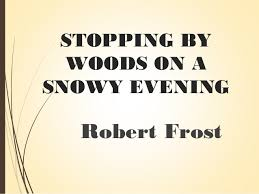 STOPPING BY
WOODS ON A
SNOWY EVENING
Robert Frost